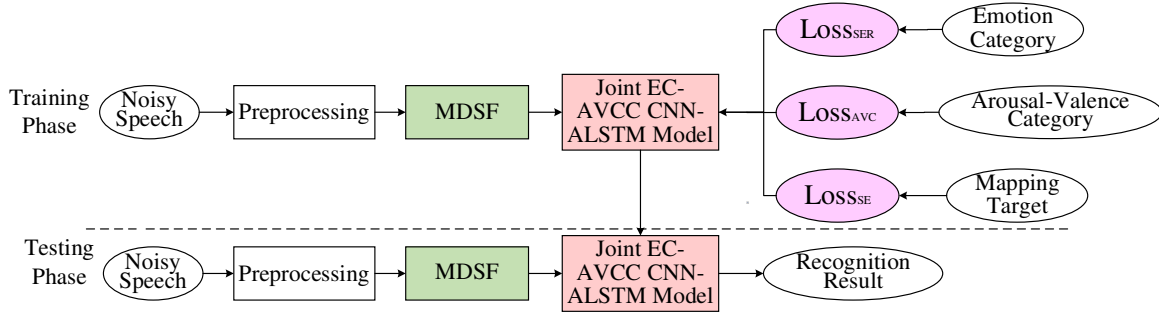 Training
Phase
Noisy
Speech
Preprocessing
MDSF
Joint EC-
AVCC CNN-
ALSTM Model
LossSER
Emotion
Category
LossAVC
Arousal-Valence
Category
LossSE
Mapping
Target
Testing
Phase
Noisy
Speech
Preprocessing
MDSF
Joint EC-
AVCC CNN-
ALSTM Model
Recognition
Result